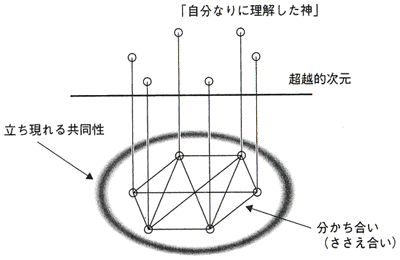 「自分なりに理解した神」
超越的次元
立ち現れる共同性
分かち合い
（ささえ合い）